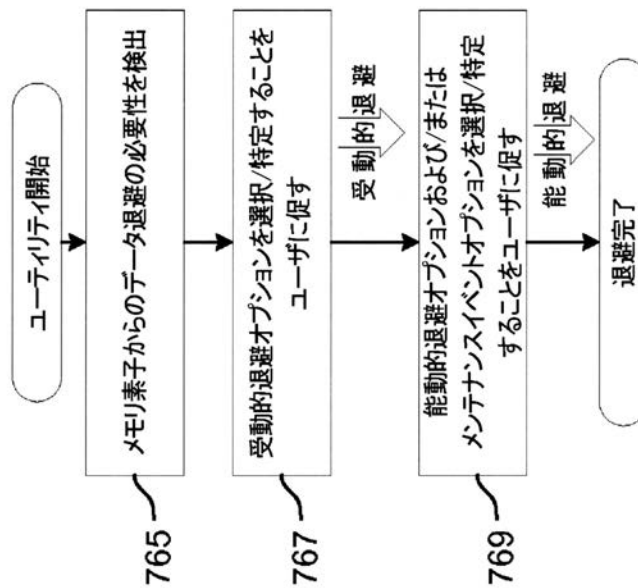 ユーティリティ開始
メモリ素子からのデータ退避の必要性を検出
765
受動的退避オプションを選択/特定することを
ユーザに促す
767
受動的退避
能動的退避オプションおよび/または
メンテナンスイベントオプションを選択/特定
することをユーザに促す
769
能動的退避
退避完了